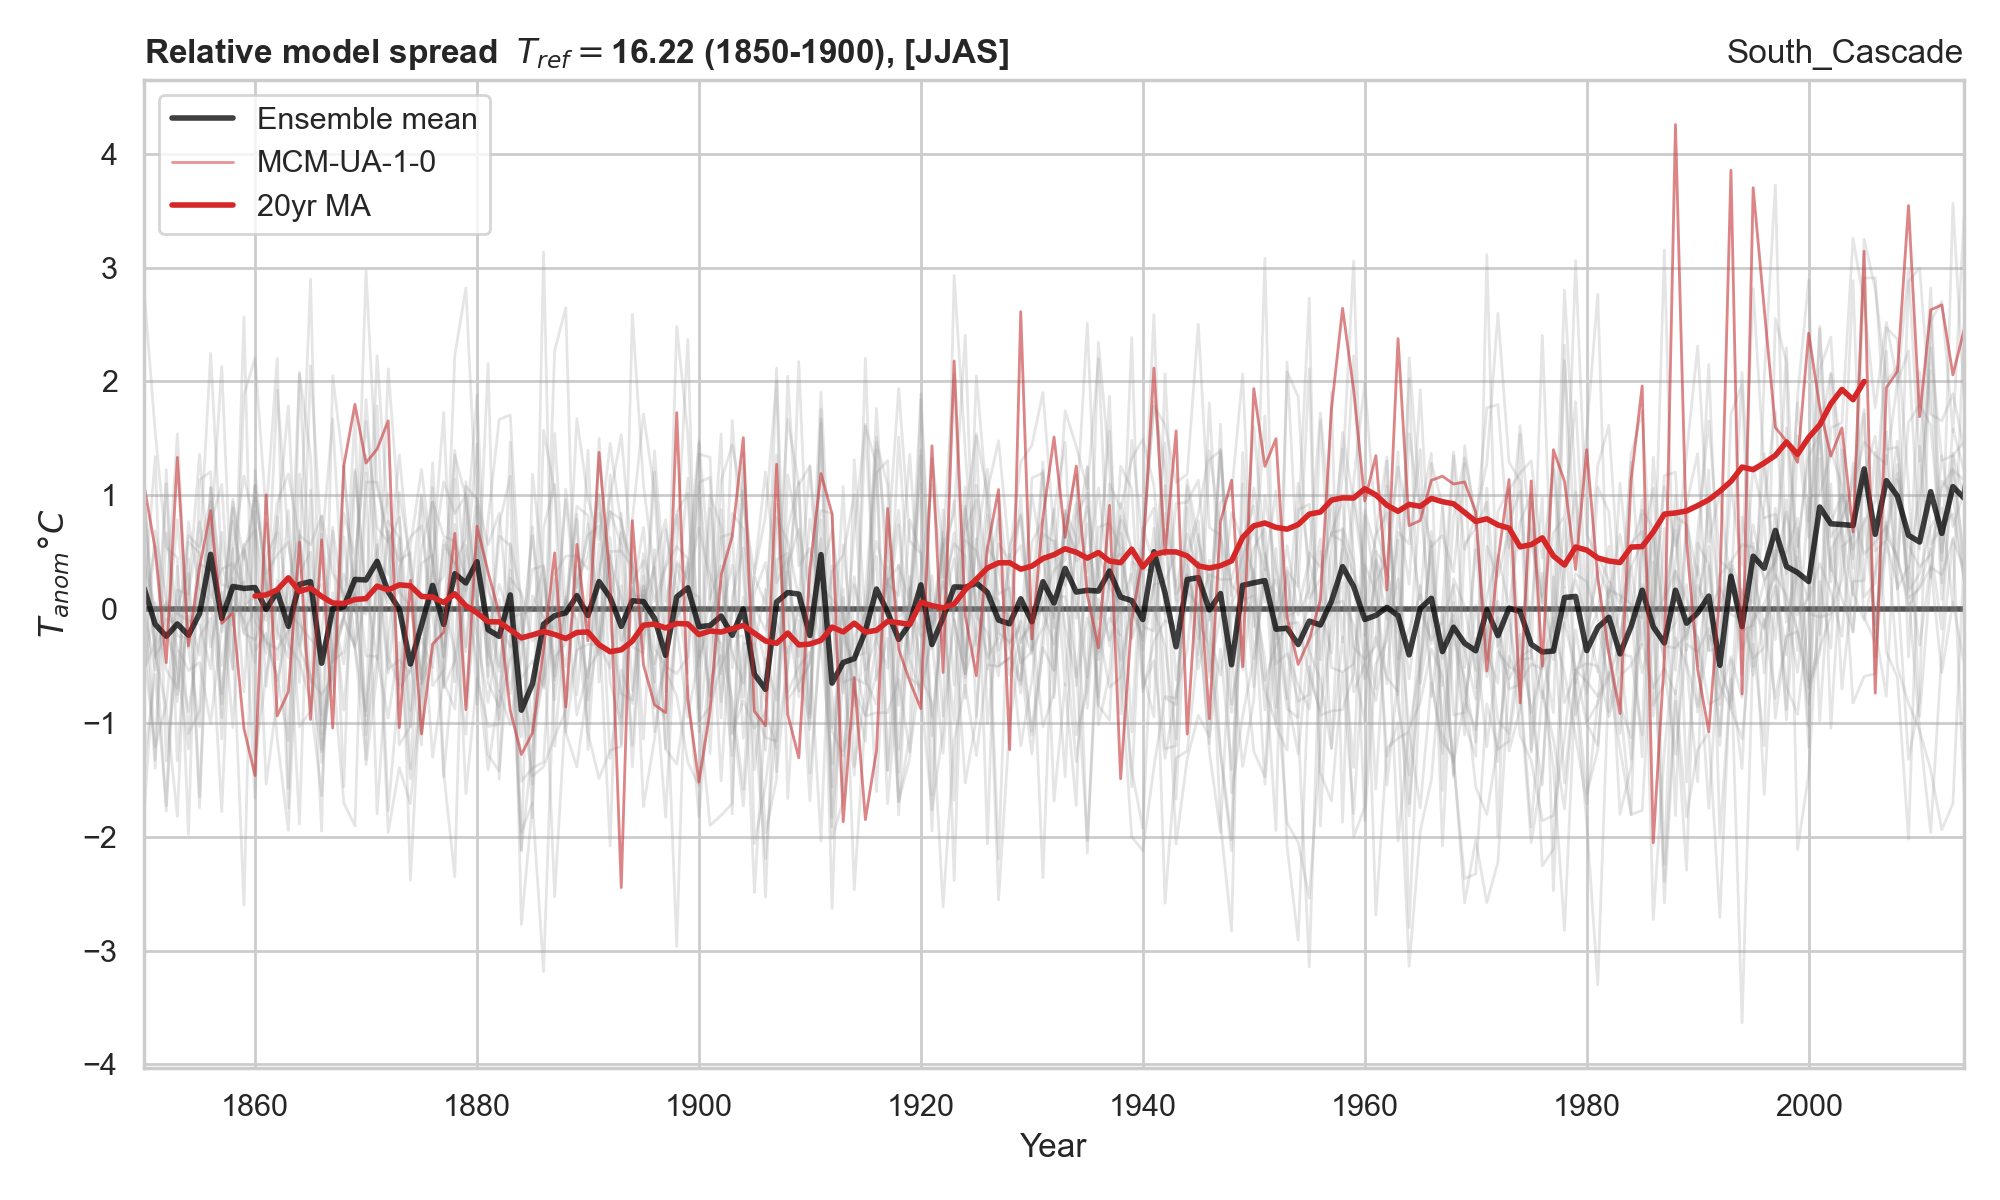 Relative model spread T_ref = 16.22 (1850-1900), [JJAS]
South_Cascade
Ensemble mean
MCM-UA-1-0
20yr MA
4
3
2
1
0
−1
−2
−3
−4
T_anom °C
1860 1880 1900 1920 1940 1960 1980 2000
Year